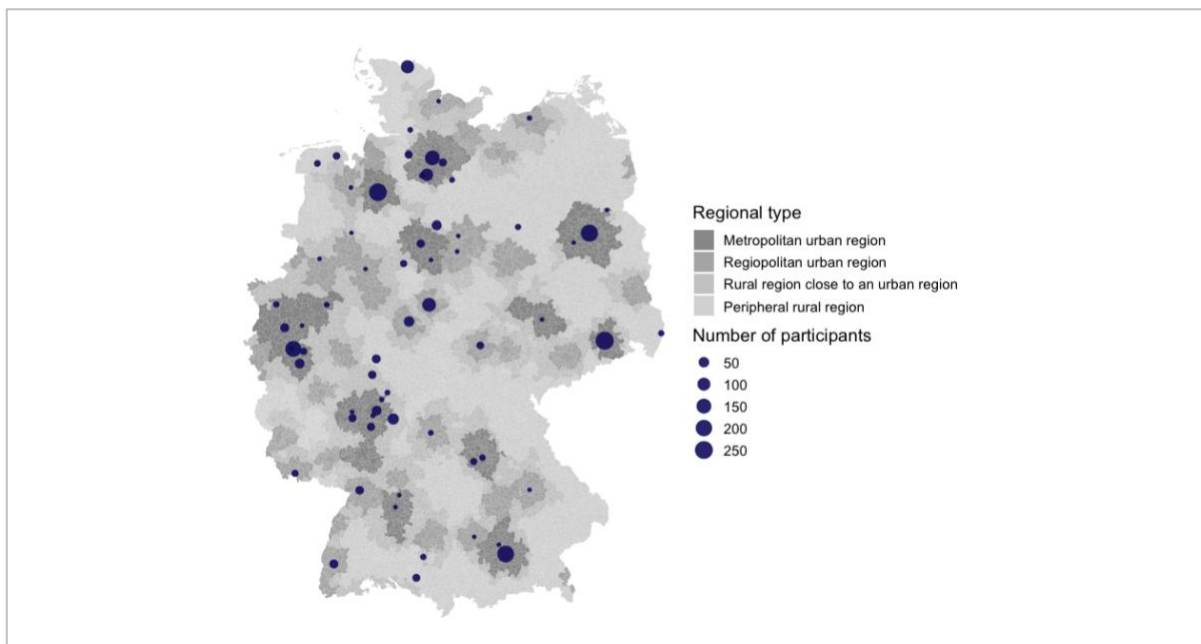 Regional type
Metropolitan urban region
Regiopolitan urban region
Rural region close to an urban region
Peripheral rural region
Number of participants
50
100
150
200
250